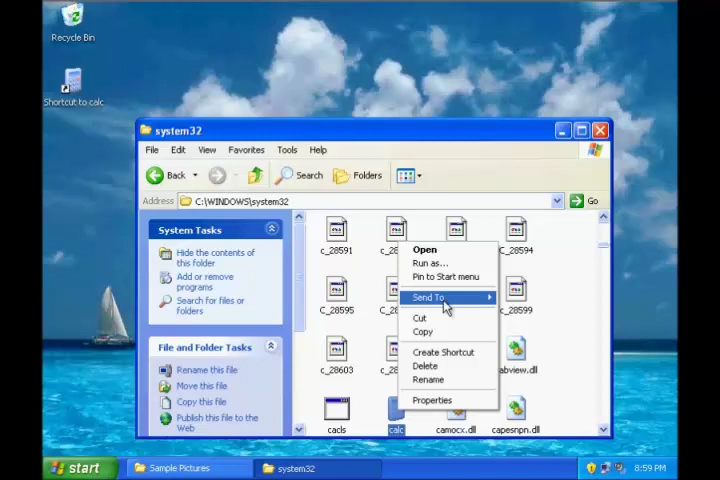 Recycle Bin
Shortcut to calc
system32
File Edit View Favorites Tools Help
Back Search Folders
Address C:\WINDOWS\system32 Go
System Tasks
Hide the contents of
this folder
Add or remove
programs
Search for files or
folders
File and Folder Tasks
Rename this file
Move this file
Copy this file
Publish this file to the
Web
c_28591
c_28594
c_28595
c_28599
c_28603
cacls
calc
camocx.dll
capesnpn.dll
Open
Run as...
Pin to Start menu
Send To
Cut
Copy
Create Shortcut
Delete
Rename
Properties
start
Sample Pictures
system32
8:59 PM